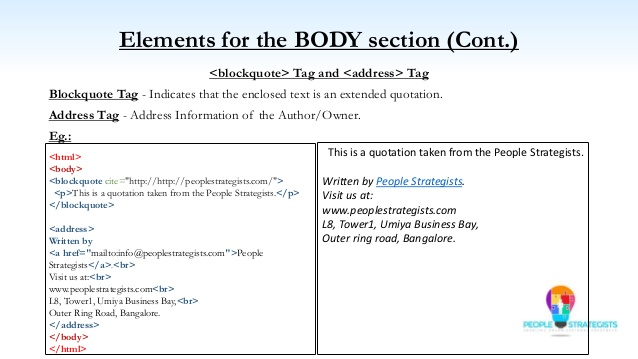 Elements for the BODY section (Cont.)
<blockquote> Tag and <address> Tag
Blockquote Tag - Indicates that the enclosed text is an extended quotation.
Address Tag - Address Information of the Author/Owner.
Eg.:
<html>
<body>
<blockquote cite="http://http://peoplestrategists.com/">
<p>This is a quotation taken from the People Strategists.</p>
</blockquote>
<address>
Written by
<a href="mailto:info@peoplestrategists.com">People
Strategists</a>.<br>
Visit us at:<br>
www.peoplestrategists.com<br>
L8, Tower1, Umiya Business Bay,<br>
Outer Ring Road, Bangalore.
</address>
</body>
</html>
This is a quotation taken from the People Strategists.
Written by People Strategists.
Visit us at:
www.peoplestrategists.com
L8, Tower1, Umiya Business Bay,
Outer ring road, Bangalore.
PEOPLE STRATEGISTS